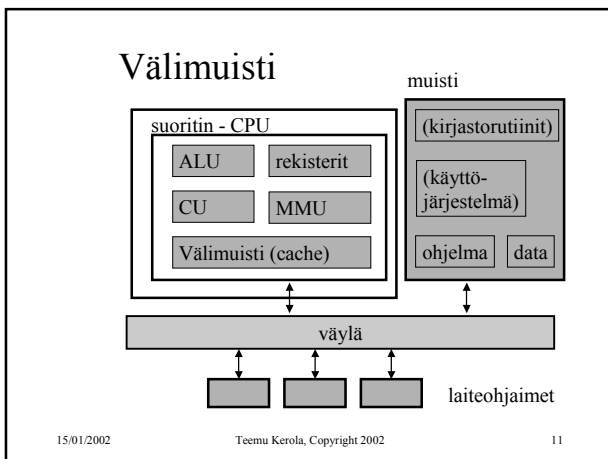 Välimuisti
muisti
suoritin - CPU
ALU
rekisterit
CU
MMU
Välimuisti (cache)
(kirjastorutiinit)
(käyttö-
järjestelmä)
ohjelma
data
väylä
laiteohjaimet
15/01/2002
Teemu Kerola, Copyright 2002
11